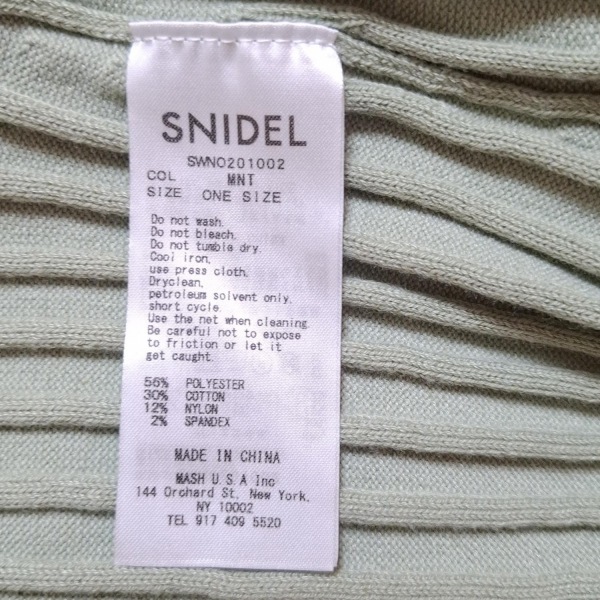 SNIDEL
SWNO201002
COL MNT
SIZE ONE SIZE
Do not wash.
Do not bleach.
Do not tumble dry.
Cool iron,
use press cloth.
Dryclean.
petroleum solvent only,
short cycle.
Use the net when cleaning.
Be careful not to expose
to friction or let it
get caught.
56% POLYESTER
30% COTTON
12% NYLON
2% SPANDEX
MADE IN CHINA
MASH U.S.A Inc
144 Orchard St, New York,
NY 10002
TEL 917 409 5520